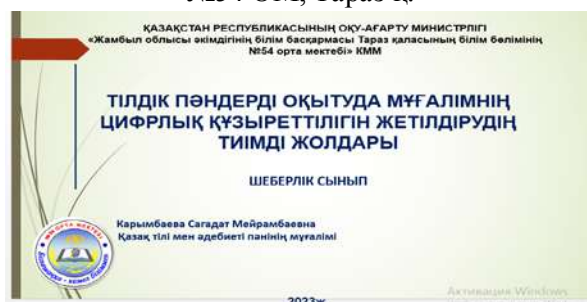 №54 ОМ, Тараз қ.
ҚАЗАҚСТАН РЕСПУБЛИКАСЫНЫҢ ОҚУ-АҒАРТУ МИНИСТРЛІГІ
«Жамбыл облысы әкімдігінің білім басқармасы Тараз қаласының білім бөлімінің
№54 орта мектебі» КММ
ТІЛДІК ПӘНДЕРДІ ОҚЫТУДА МҰҒАЛІМНІҢ
ЦИФРЛЫҚ ҚҰЗЫРЕТТІЛІГІН ЖЕТІЛДІРУДІҢ
ТИІМДІ ЖОЛДАРЫ
ШЕБЕРЛІК СЫНЫП
Карымбаева Сагадат Мейрамбаевна
Қазақ тілі мен әдебиеті пәнінің мұғалімі
2023ж
Активация Windows